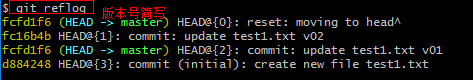 $ git reflog
版本号简写
fcfd1f6 (HEAD -> master) HEAD@{0}: reset: moving to head^
fc16b4b HEAD@{1}: commit: update test1.txt v02
fcfd1f6 (HEAD -> master) HEAD@{2}: commit: update test1.txt v01
d884248 HEAD@{3}: commit (initial): create new file test1.txt